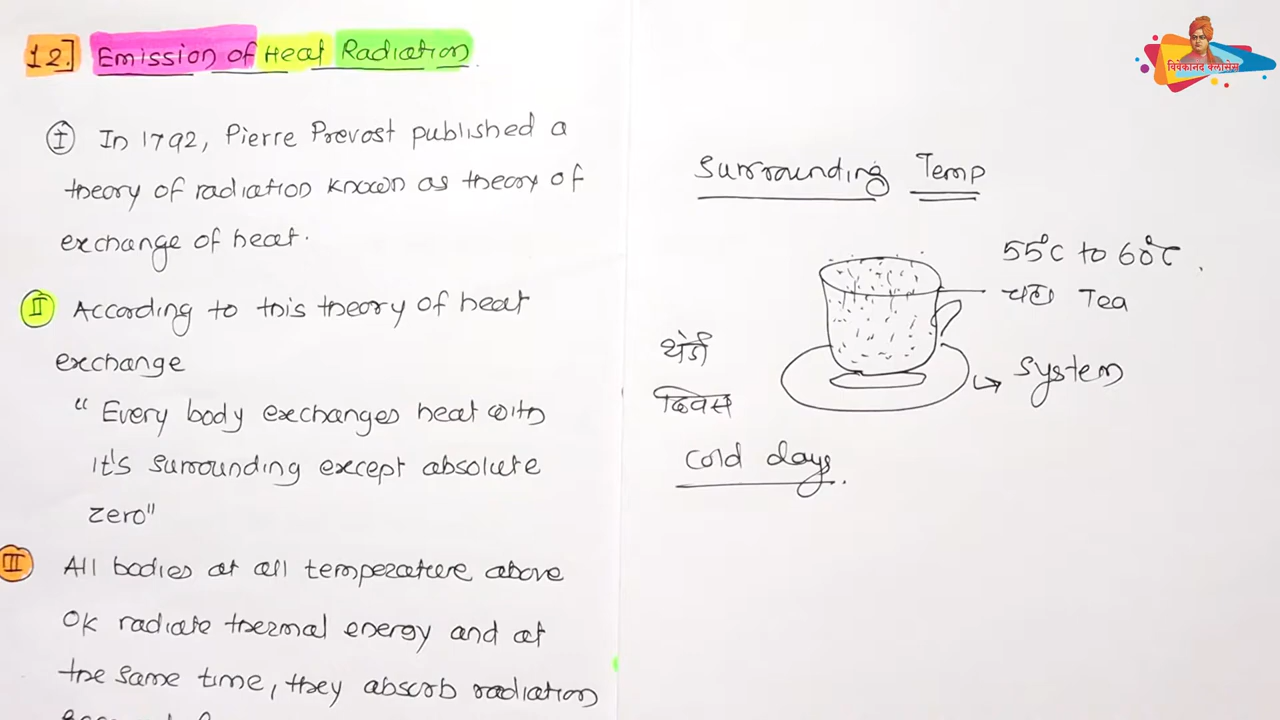 12.] Emission of Heat Radiation.
I In 1792, Pierre Prevost published a
theory of radiation known as theory of
exchange of heat.
II According to this theory of heat
exchange
"Every body exchanges heat with
it's surrounding except absolute
zero"
III All bodies at all temperature above
0K radiate thermal energy and at
the same time, they absorb radiation
Surrounding Temp
55°C to 60°C.
चहा Tea
system
थंडी
दिवस
cold days.
विवेकानंद क्लासेस